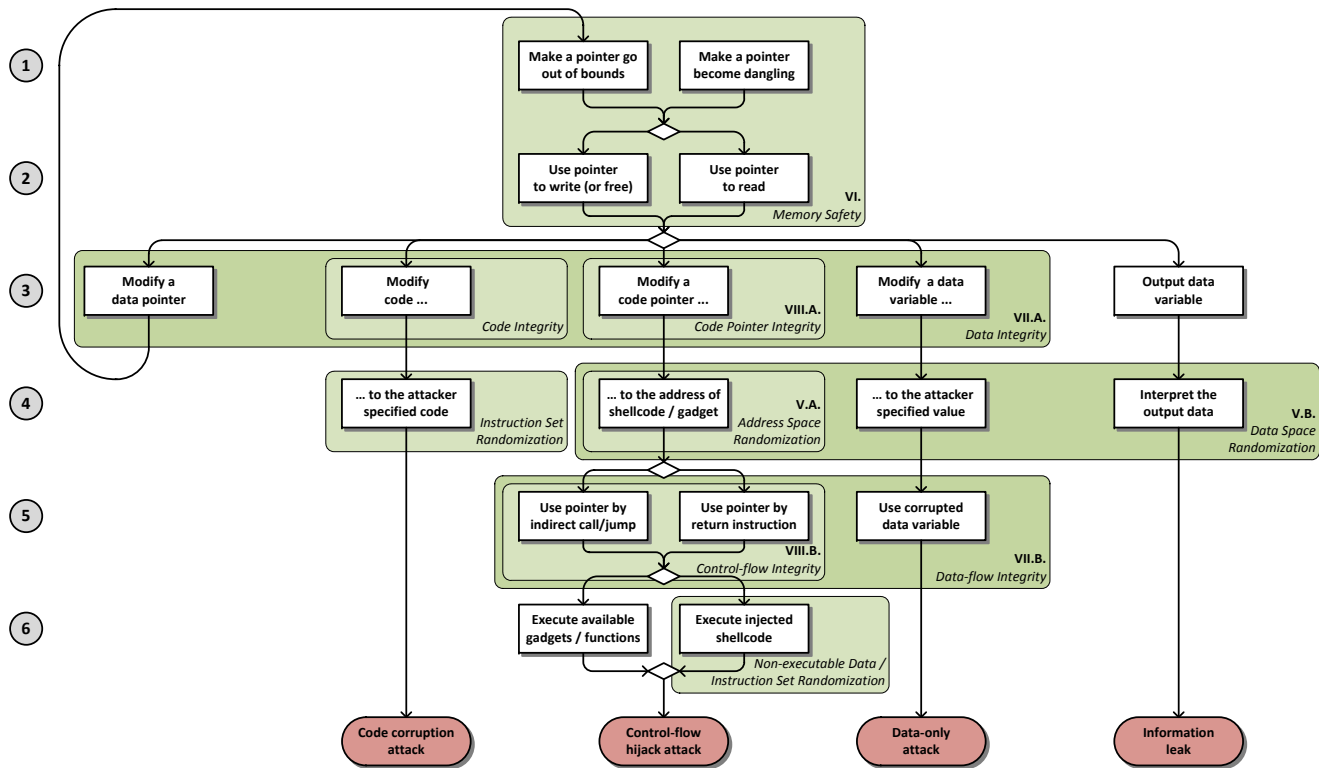 1
Make a pointer go
out of bounds
Make a pointer
become dangling
2
Use pointer
to write (or free)
Use pointer
to read
VI.
Memory Safety
3
Modify a
data pointer
Modify
code ...
Code Integrity
Modify a
code pointer ...
VIII.A.
Code Pointer Integrity
Modify a data
variable ...
VII.A.
Data Integrity
Output data
variable
4
... to the attacker
specified code
Instruction Set
Randomization
... to the address of
shellcode / gadget
V.A.
Address Space
Randomization
... to the attacker
specified value
Interpret the
output data
V.B.
Data Space
Randomization
5
Use pointer by
indirect call/jump
Use pointer by
return instruction
VIII.B.
Control-flow Integrity
Use corrupted
data variable
VII.B.
Data-flow Integrity
6
Execute available
gadgets / functions
Execute injected
shellcode
Non-executable Data /
Instruction Set Randomization
Code corruption
attack
Control-flow
hijack attack
Data-only
attack
Information
leak